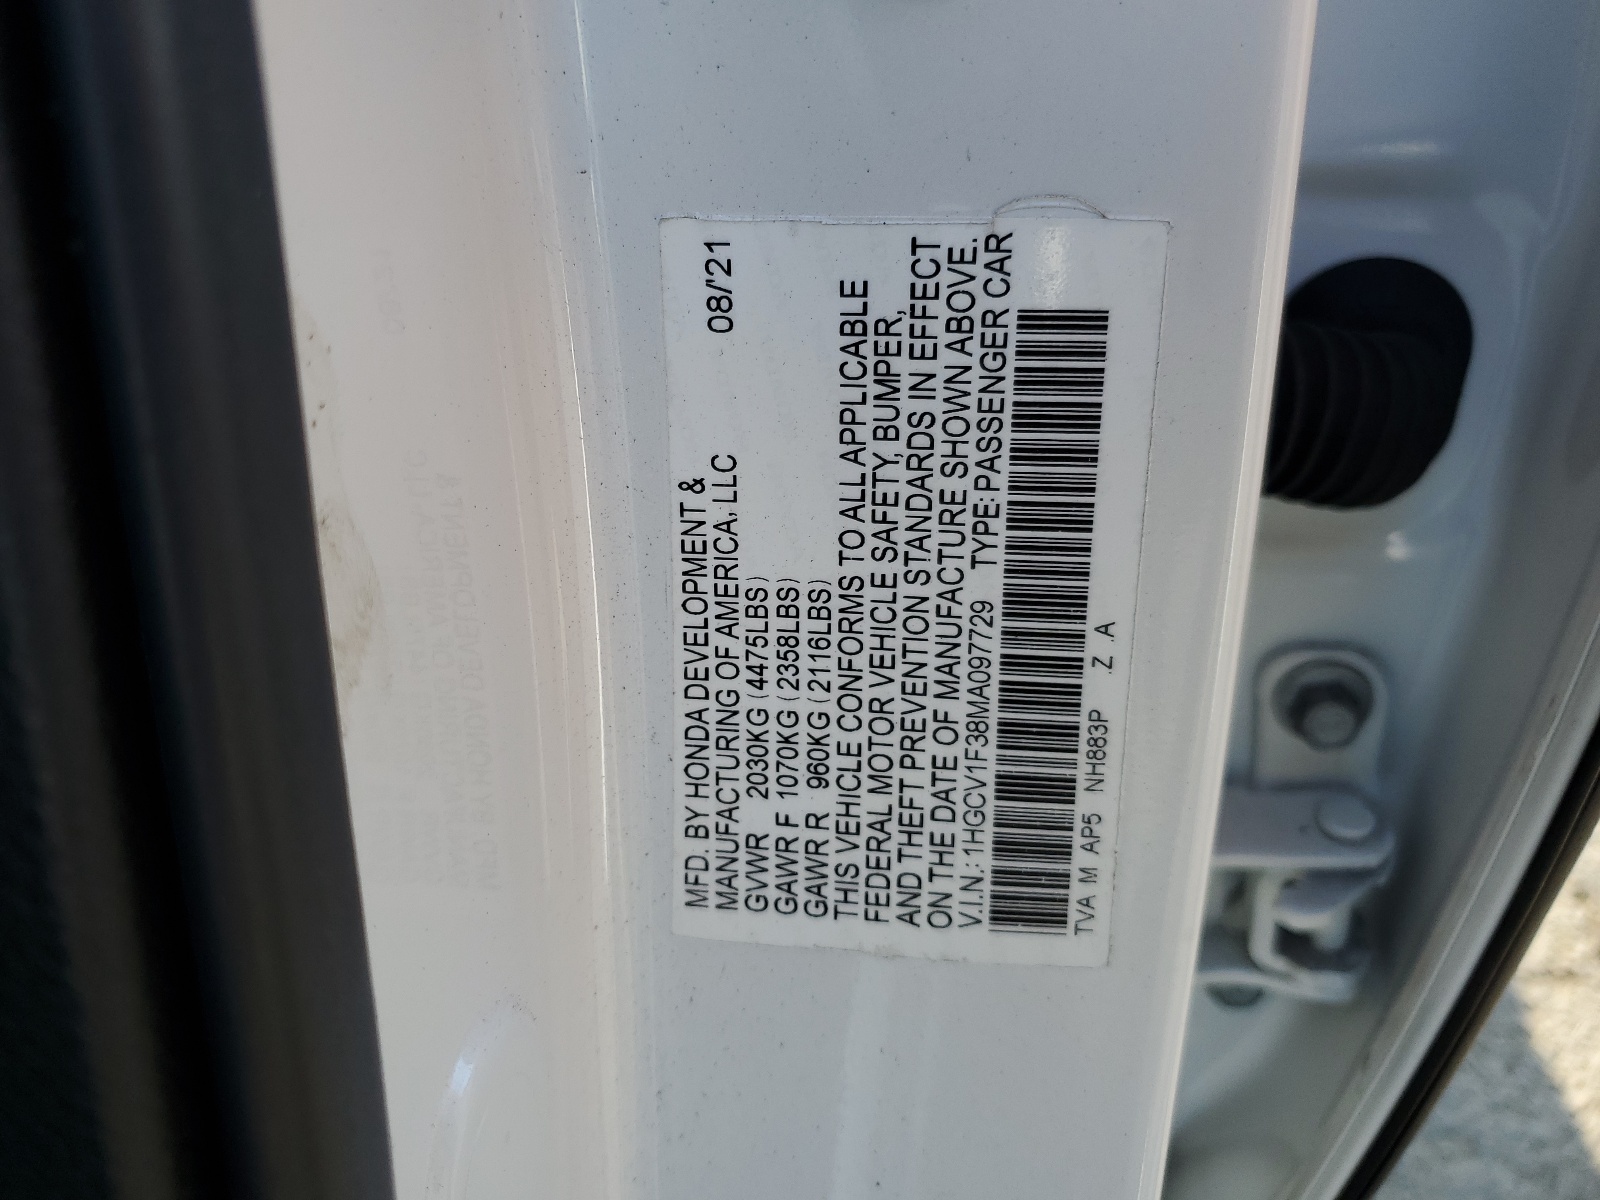 MFD. BY HONDA DEVELOPMENT &
MANUFACTURING OF AMERICA, LLC 08/'21
GVWR 2030KG (4475LBS)
GAWR F 1070KG (2358LBS)
GAWR R 960KG (2116LBS)
THIS VEHICLE CONFORMS TO ALL APPLICABLE
FEDERAL MOTOR VEHICLE SAFETY, BUMPER,
AND THEFT PREVENTION STANDARDS IN EFFECT
ON THE DATE OF MANUFACTURE SHOWN ABOVE.
V.I.N.: 1HGCV1F38MA097729 TYPE: PASSENGER CAR
TVA M AP5 NH883P .Z .A